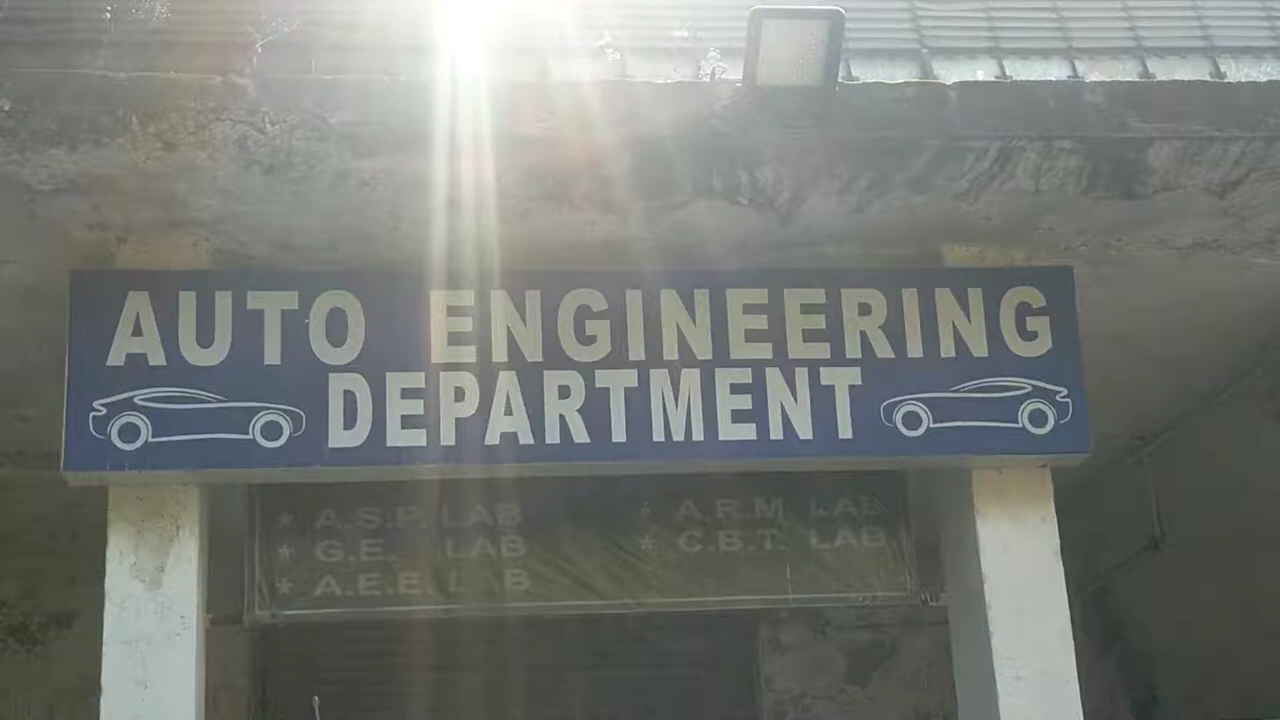 AUTO ENGINEERING
DEPARTMENT
* A.S.P. LAB
* G.E. LAB
* A.E.E. LAB
* A.R.M. LAB
* C.B.T. LAB